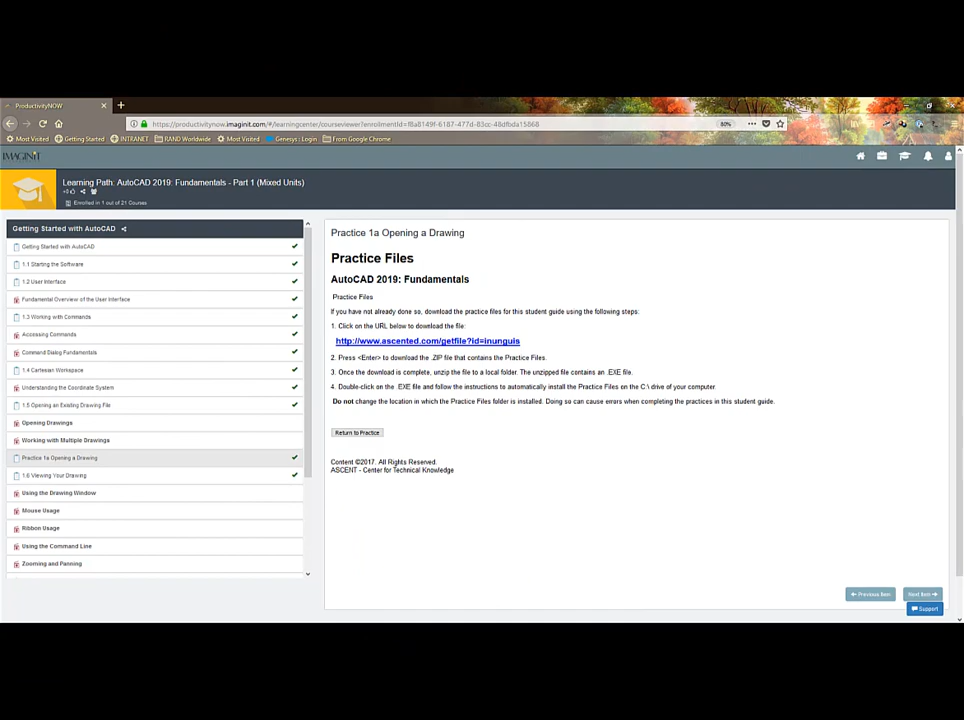 ProductivityNOW
https://productivitynow.imaginit.com/#/learningcenter/courseviewer?enrollmentId=f8a8149f-6187-477d-83cc-48dfbda15868
80%
Most Visited Getting Started INTRANET RAND Worldwide Most Visited Genesys : Login From Google Chrome
IMAGINiT
Learning Path: AutoCAD 2019: Fundamentals - Part 1 (Mixed Units)
+0
Enrolled in 1 out of 21 Courses
Getting Started with AutoCAD
Getting Started with AutoCAD
1.1 Starting the Software
1.2 User Interface
Fundamental Overview of the User Interface
1.3 Working with Commands
Accessing Commands
Command Dialog Fundamentals
1.4 Cartesian Workspace
Understanding the Coordinate System
1.5 Opening an Existing Drawing File
Opening Drawings
Working with Multiple Drawings
Practice 1a Opening a Drawing
1.6 Viewing Your Drawing
Using the Drawing Window
Mouse Usage
Ribbon Usage
Using the Command Line
Zooming and Panning
Practice 1a Opening a Drawing
Practice Files
AutoCAD 2019: Fundamentals
Practice Files
If you have not already done so, download the practice files for this student guide using the following steps:
1. Click on the URL below to download the file:
http://www.ascented.com/getfile?id=inunguis
2. Press <Enter> to download the .ZIP file that contains the Practice Files.
3. Once the download is complete, unzip the file to a local folder. The unzipped file contains an .EXE file.
4. Double-click on the .EXE file and follow the instructions to automatically install the Practice Files on the C:\ drive of your computer.
Do not change the location in which the Practice Files folder is installed. Doing so can cause errors when completing the practices in this student guide.
Return to Practice
Content ©2017. All Rights Reserved.
ASCENT - Center for Technical Knowledge
Previous Item Next Item
Support